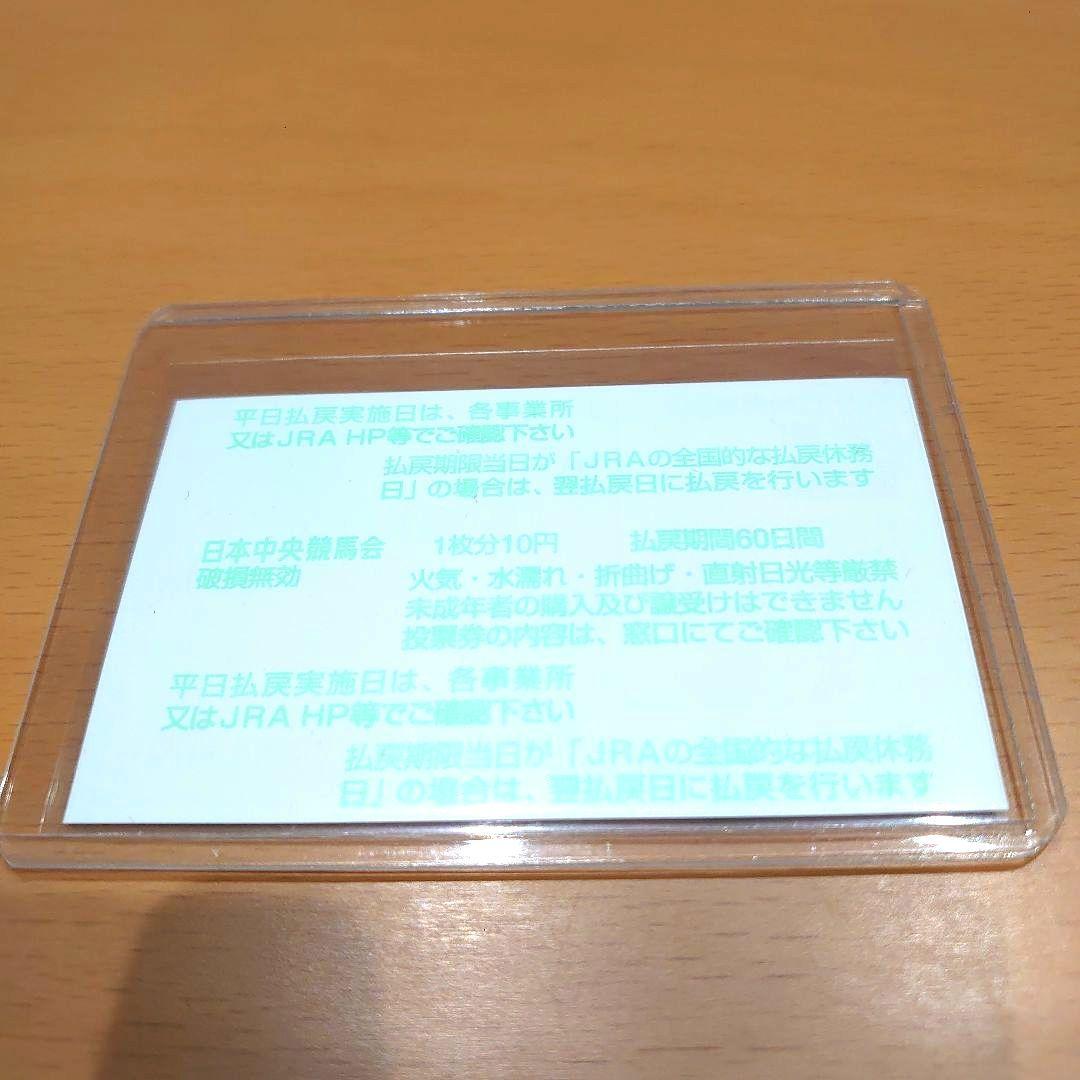 平日払戻実施日は、各事業所
又はJRA HP等でご確認下さい
払戻期限当日が「JRAの全国的な払戻休務
日」の場合は、翌払戻日に払戻を行います
日本中央競馬会 1枚分10円 払戻期間60日間
破損無効 火気・水濡れ・折曲げ・直射日光等厳禁
未成年者の購入及び譲受けはできません
投票券の内容は、窓口にてご確認下さい
平日払戻実施日は、各事業所
又はJRA HP等でご確認下さい
払戻期限当日が「JRAの全国的な払戻休務
日」の場合は、翌払戻日に払戻を行います